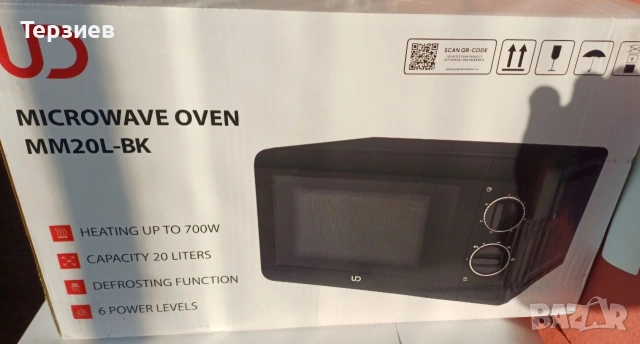 Терзиев
UD
SCAN QR-CODE
MICROWAVE OVEN
MM20L-BK
HEATING UP TO 700W
CAPACITY 20 LITERS
DEFROSTING FUNCTION
6 POWER LEVELS
UD
BAZAR